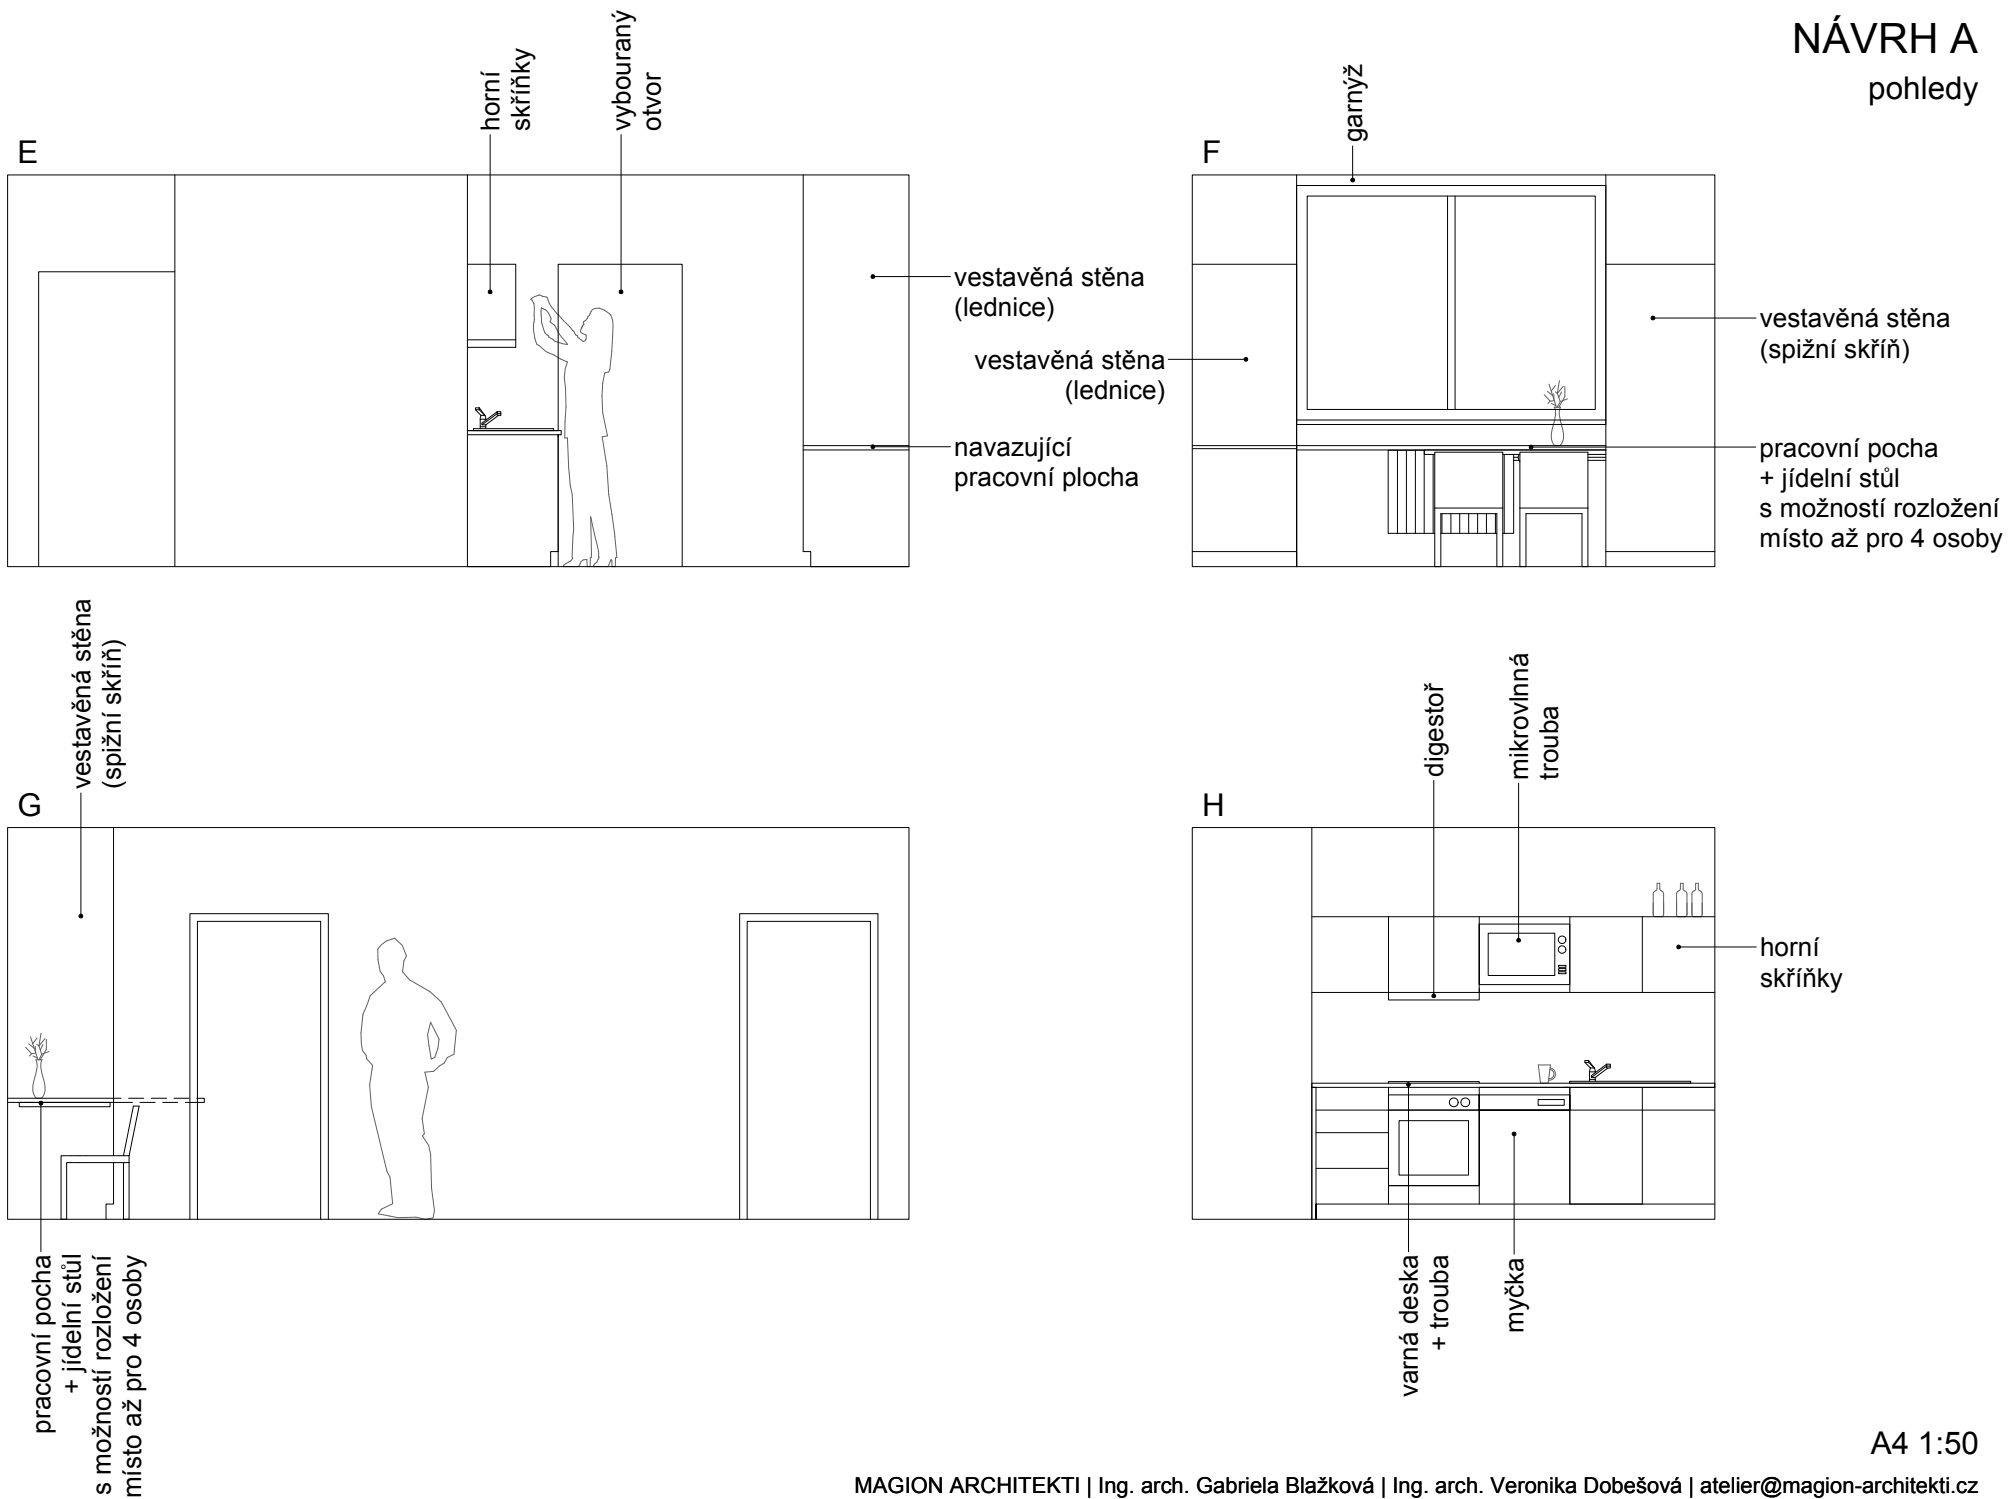 NÁVRH A
pohledy
E
horní
skříňky
vybouraný
otvor
vestavěná stěna
(lednice)
navazující
pracovní plocha
F
garnýž
vestavěná stěna
(lednice)
vestavěná stěna
(spižní skříň)
pracovní pocha
+ jídelní stůl
s možností rozložení
místo až pro 4 osoby
G
vestavěná stěna
(spižní skříň)
pracovní pocha
+ jídelní stůl
s možností rozložení
místo až pro 4 osoby
H
digestoř
mikrovlnná
trouba
horní
skříňky
varná deska
+ trouba
myčka
A4 1:50
MAGION ARCHITEKTI | Ing. arch. Gabriela Blažková | Ing. arch. Veronika Dobešová | atelier@magion-architekti.cz